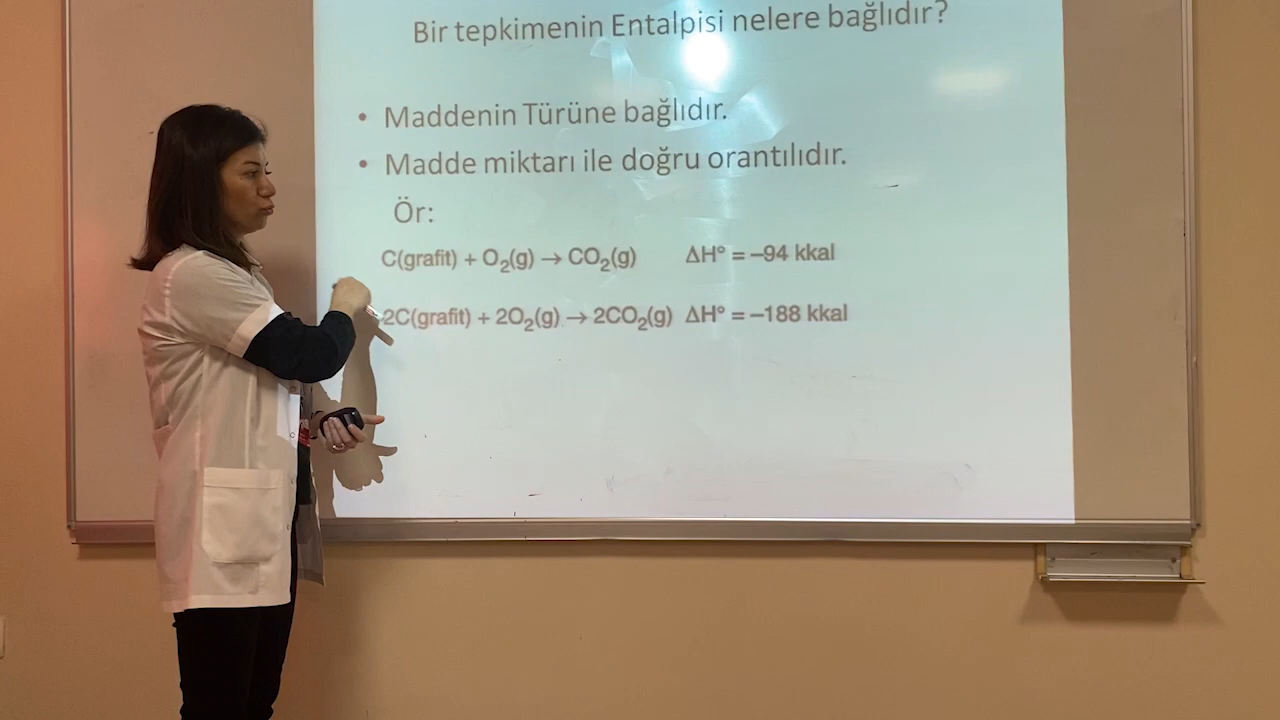 Bir tepkimenin Entalpisi nelere bağlıdır?
• Maddenin Türüne bağlıdır.
• Madde miktarı ile doğru orantılıdır.
Ör:
C(grafit) + O₂(g) → CO₂(g) ΔH° = –94 kkal
2C(grafit) + 2O₂(g) → 2CO₂(g) ΔH° = –188 kkal